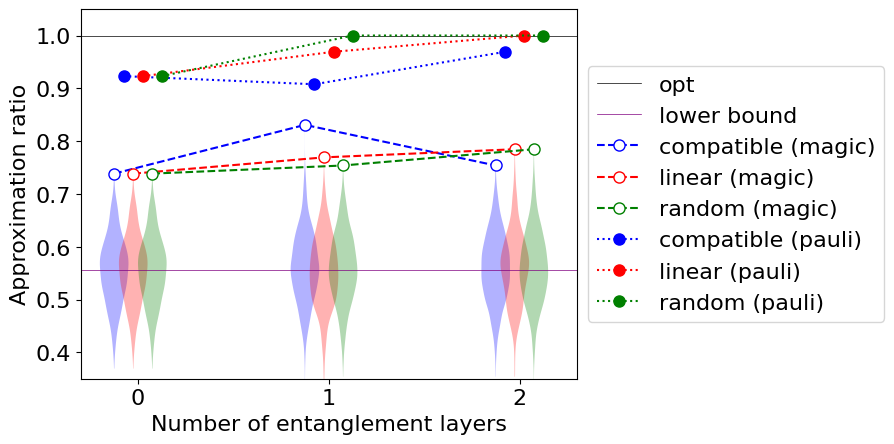 Approximation ratio
1.0
0.9
0.8
0.7
0.6
0.5
0.4
0
1
2
Number of entanglement layers
opt
lower bound
compatible (magic)
linear (magic)
random (magic)
compatible (pauli)
linear (pauli)
random (pauli)